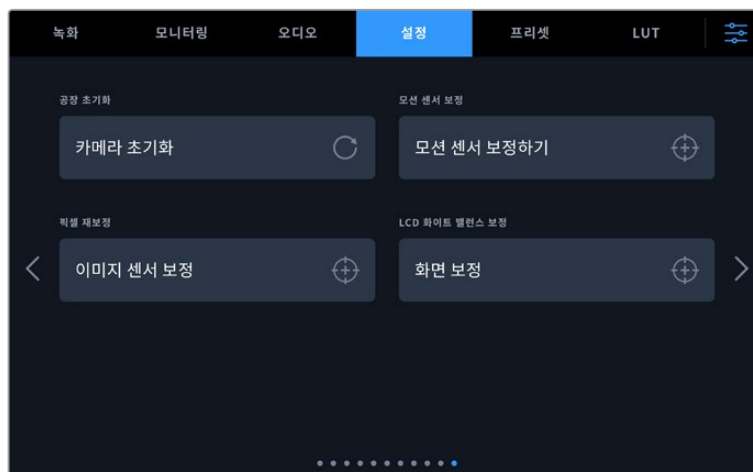 녹화 모니터링 오디오 설정 프리셋 LUT
공장 초기화 모션 센서 보정
카메라 초기화 모션 센서 보정하기
픽셀 재보정 LCD 화이트 밸런스 보정
이미지 센서 보정 화면 보정